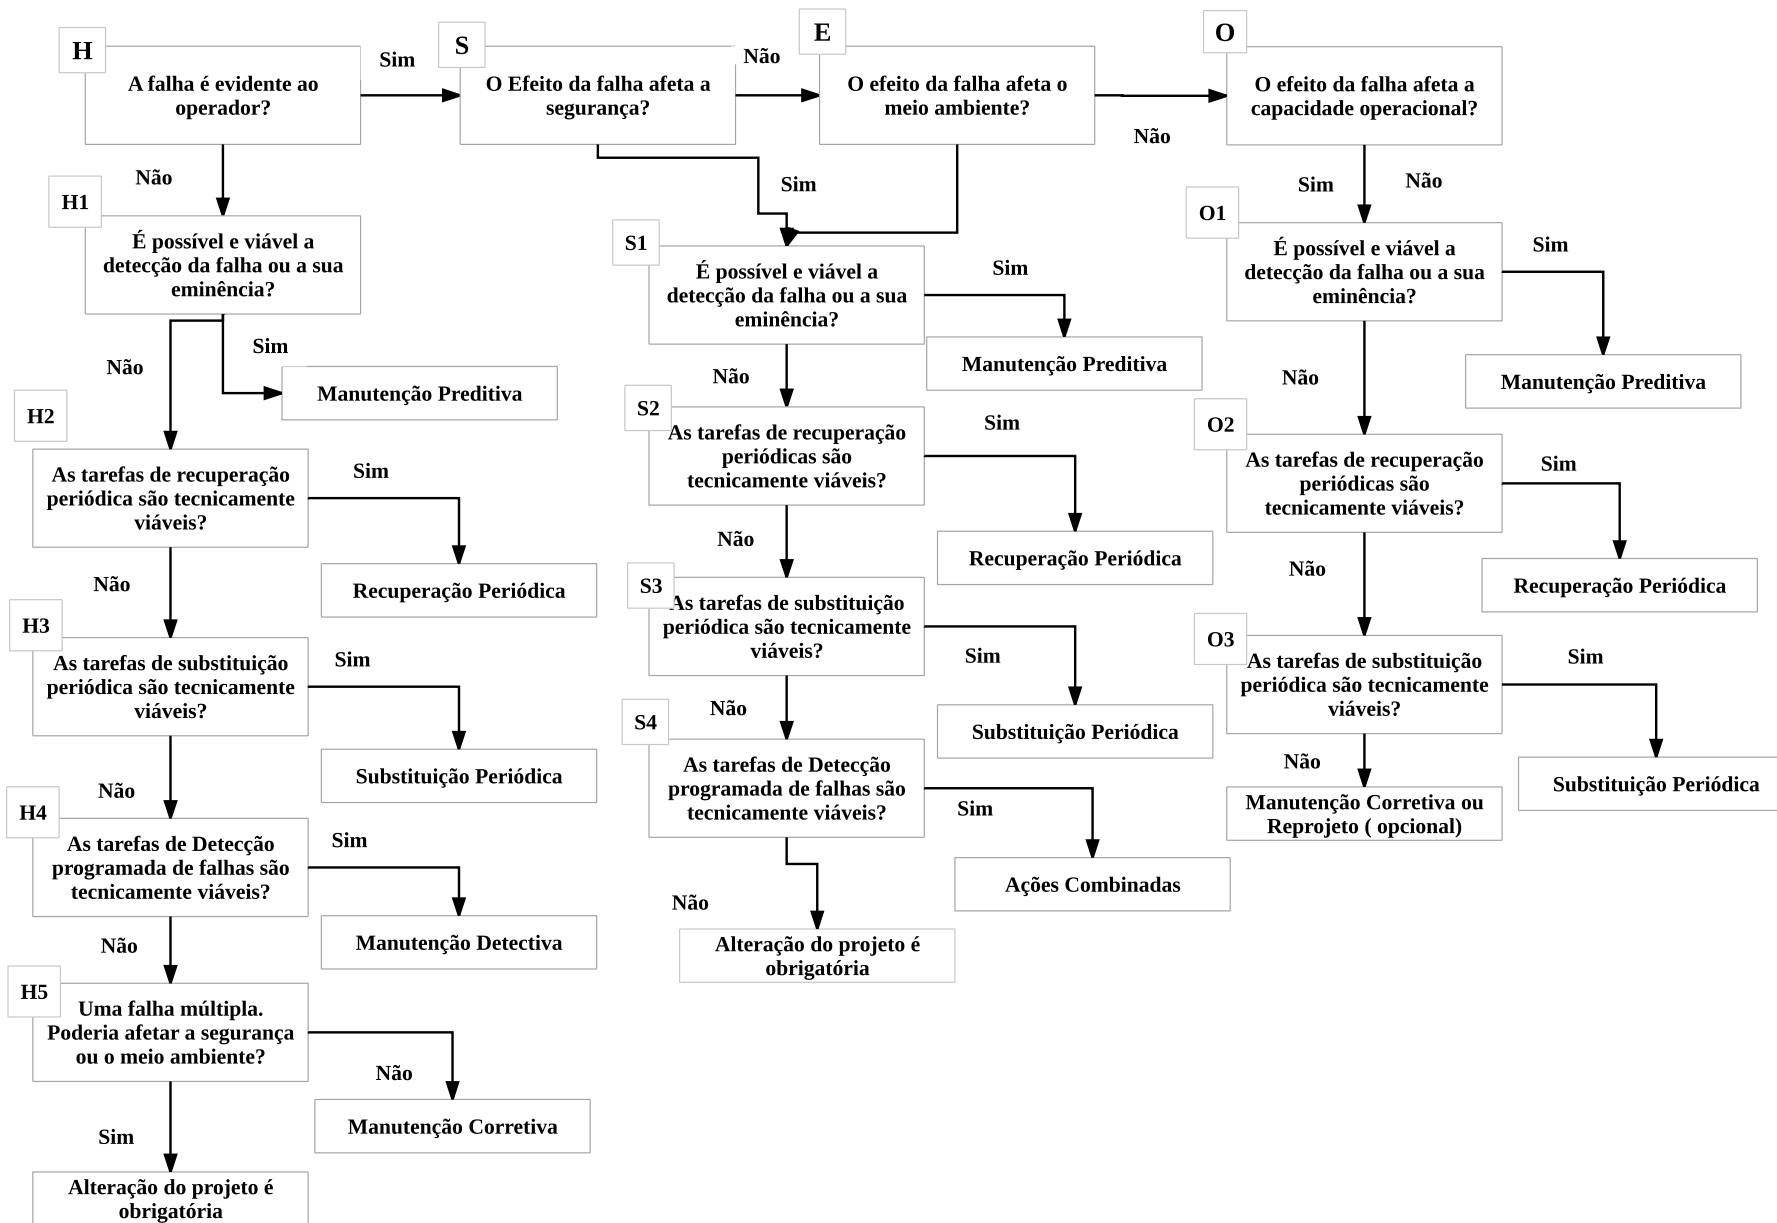 H
A falha é evidente ao
operador?
Sim
S
O Efeito da falha afeta a
segurança?
Não
E
O efeito da falha afeta o
meio ambiente?
Não
O
O efeito da falha afeta a
capacidade operacional?
Não
H1
É possível e viável a
detecção da falha ou a sua
eminência?
Sim
Manutenção Preditiva
Não
H2
As tarefas de recuperação
periódica são tecnicamente
viáveis?
Sim
Recuperação Periódica
Não
H3
As tarefas de substituição
periódica são tecnicamente
viáveis?
Sim
Substituição Periódica
Não
H4
As tarefas de Detecção
programada de falhas são
tecnicamente viáveis?
Sim
Manutenção Detectiva
Não
H5
Uma falha múltipla.
Poderia afetar a segurança
ou o meio ambiente?
Não
Manutenção Corretiva
Sim
Alteração do projeto é
obrigatória
Sim
S1
É possível e viável a
detecção da falha ou a sua
eminência?
Sim
Manutenção Preditiva
Não
S2
As tarefas de recuperação
periódicas são
tecnicamente viáveis?
Sim
Recuperação Periódica
Não
S3
As tarefas de substituição
periódica são tecnicamente
viáveis?
Sim
Substituição Periódica
Não
S4
As tarefas de Detecção
programada de falhas são
tecnicamente viáveis?
Sim
Ações Combinadas
Não
Alteração do projeto é
obrigatória
Sim
Não
O1
É possível e viável a
detecção da falha ou a sua
eminência?
Sim
Manutenção Preditiva
Não
O2
As tarefas de recuperação
periódicas são
tecnicamente viáveis?
Sim
Recuperação Periódica
Não
O3
As tarefas de substituição
periódica são tecnicamente
viáveis?
Sim
Substituição Periódica
Não
Manutenção Corretiva ou
Reprojeto ( opcional)